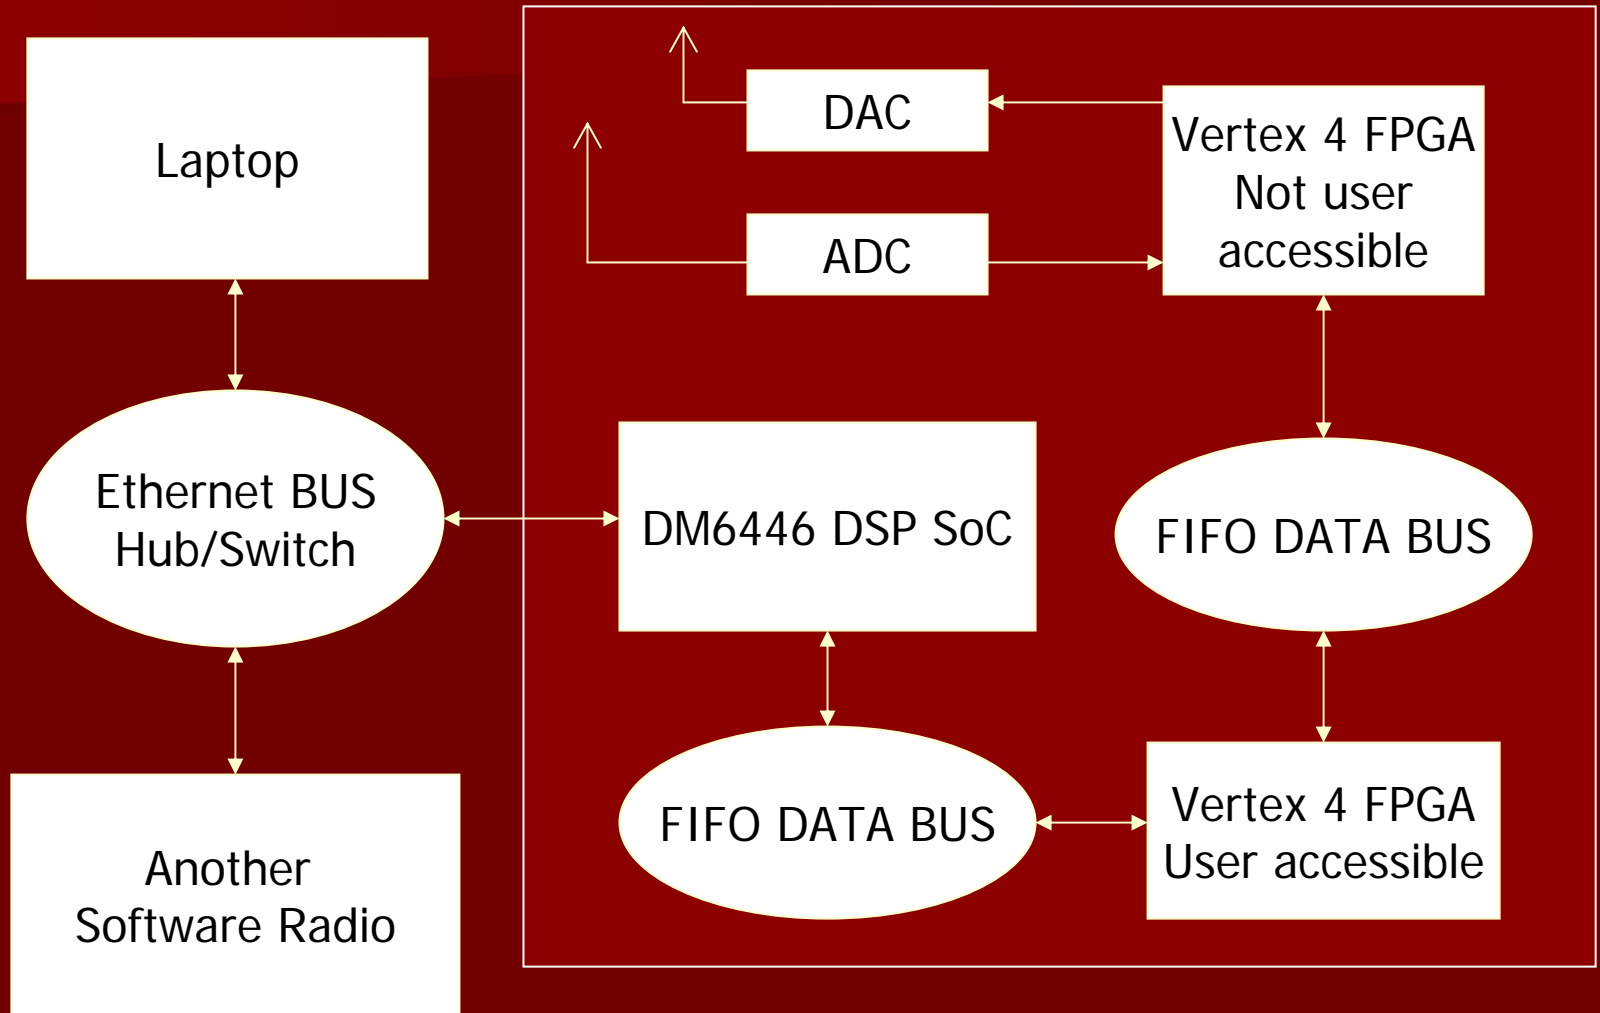 Laptop
DAC
ADC
Vertex 4 FPGA
Not user
accessible
Ethernet BUS
Hub/Switch
DM6446 DSP SoC
FIFO DATA BUS
FIFO DATA BUS
Vertex 4 FPGA
User accessible
Another
Software Radio